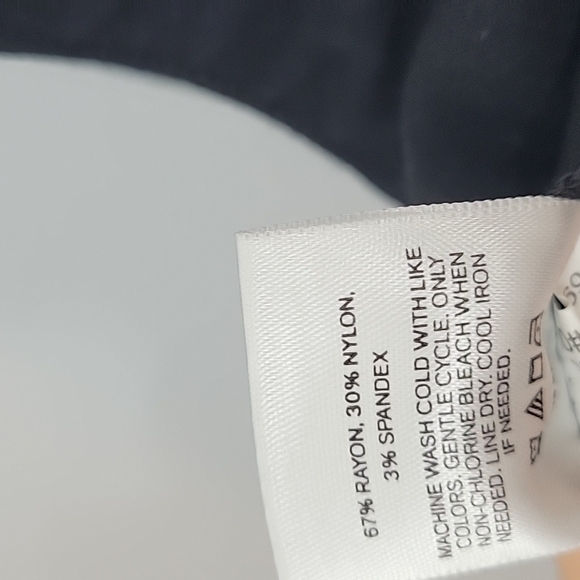 67% RAYON, 30% NYLON,
3% SPANDEX
MACHINE WASH COLD WITH LIKE
COLORS. GENTLE CYCLE. ONLY
NON-CHLORINE BLEACH WHEN
NEEDED. LINE DRY. COOL IRON
IF NEEDED.